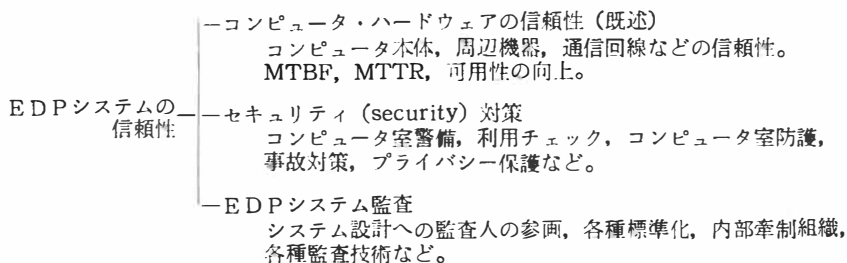 —コンピュータ・ハードウェアの信頼性（既述）
コンピュータ本体，周辺機器，通信回線などの信頼性。
MTBF，MTTR，可用性の向上。
EDPシステムの
信頼性
—セキュリティ（security）対策
コンピュータ室警備，利用チェック，コンピュータ室防護，
事故対策，プライバシー保護など。
—EDPシステム監査
システム設計への監査人の参画，各種標準化，内部牽制組織，
各種監査技術など。